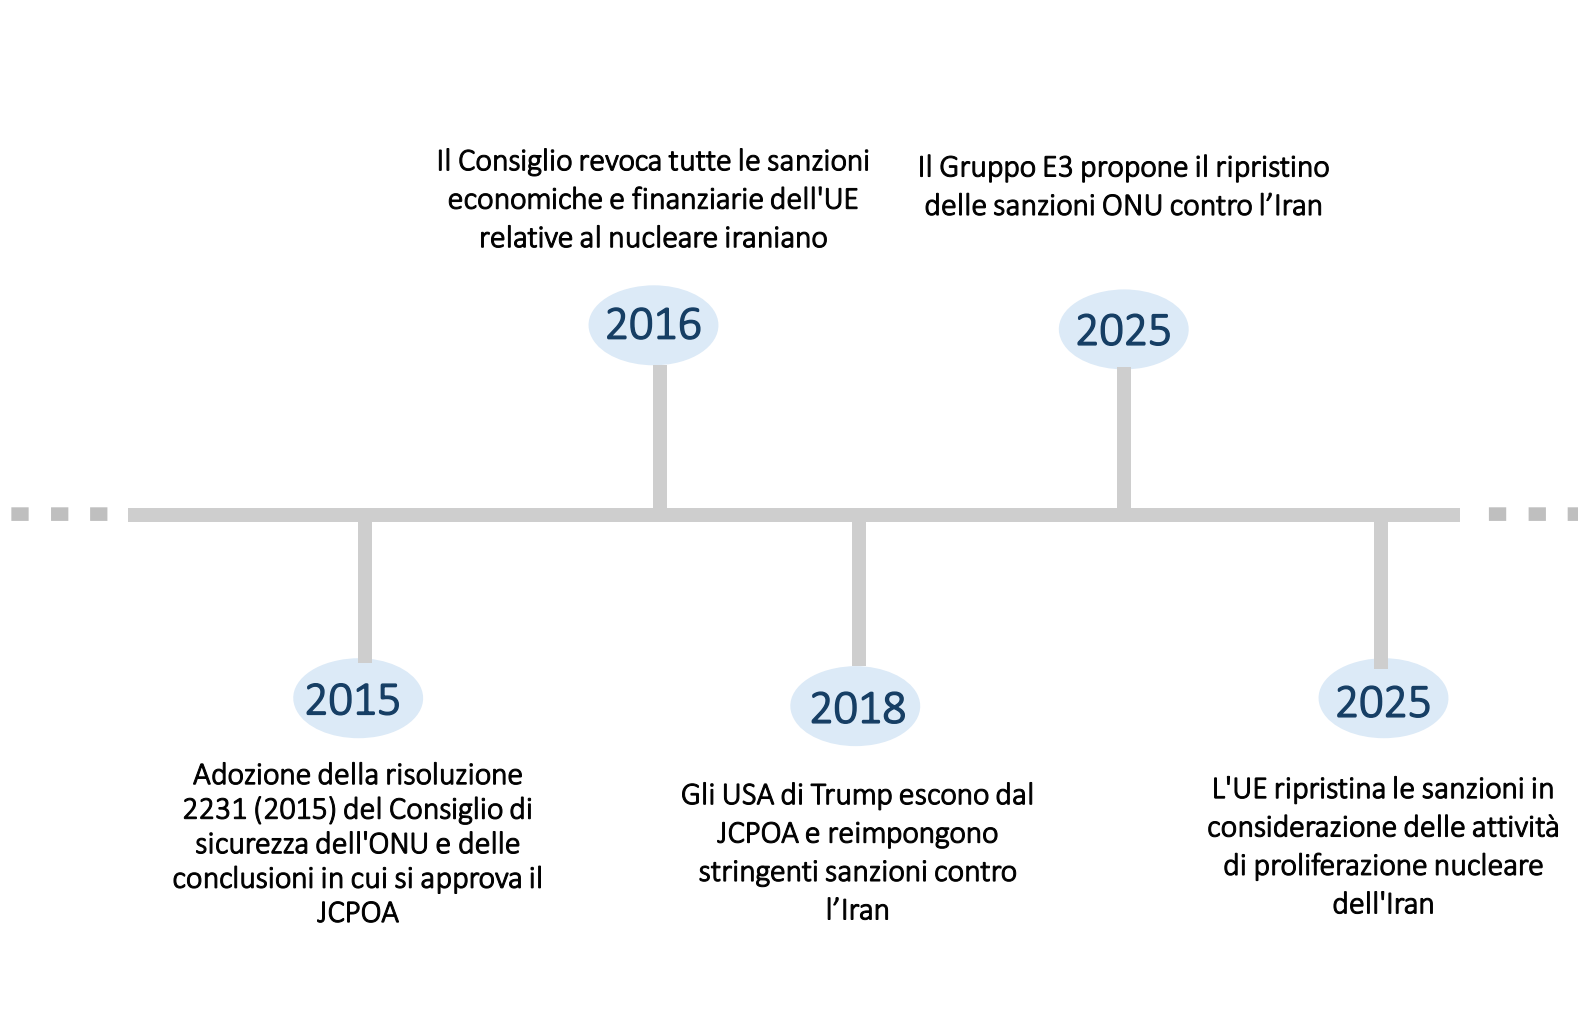 Il Consiglio revoca tutte le sanzioni
economiche e finanziarie dell'UE
relative al nucleare iraniano
Il Gruppo E3 propone il ripristino
delle sanzioni ONU contro l’Iran
2016
2025
2015
Adozione della risoluzione
2231 (2015) del Consiglio di
sicurezza dell'ONU e delle
conclusioni in cui si approva il
JCPOA
2018
Gli USA di Trump escono dal
JCPOA e reimpongono
stringenti sanzioni contro
l’Iran
2025
L'UE ripristina le sanzioni in
considerazione delle attività
di proliferazione nucleare
dell'Iran